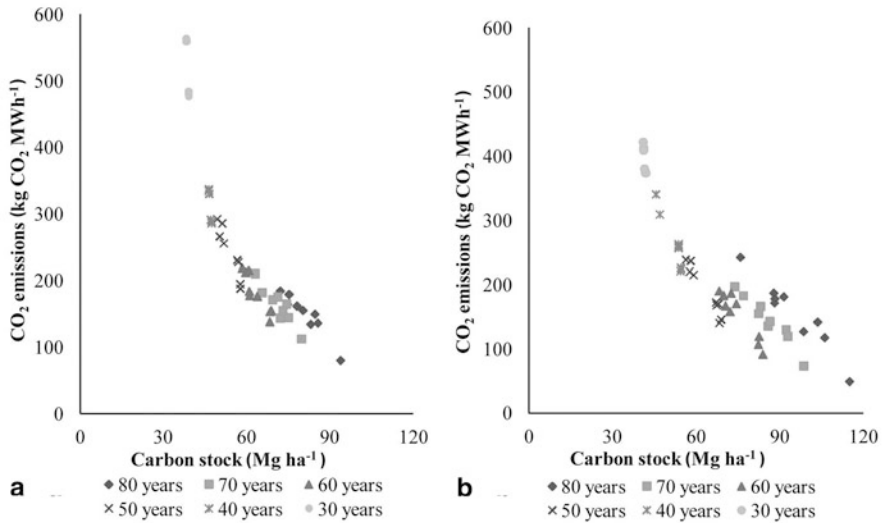 600
500
400
300
200
100
0
CO₂ emissions (kg CO₂ MWh⁻¹)
0 30 60 90 120
Carbon stock (Mg ha⁻¹)
a
80 years 70 years 60 years
50 years 40 years 30 years
600
500
400
300
200
100
0
CO₂ emissions (kg CO₂ MWh⁻¹)
0 30 60 90 120
Carbon stock (Mg ha⁻¹)
b
80 years 70 years 60 years
50 years 40 years 30 years